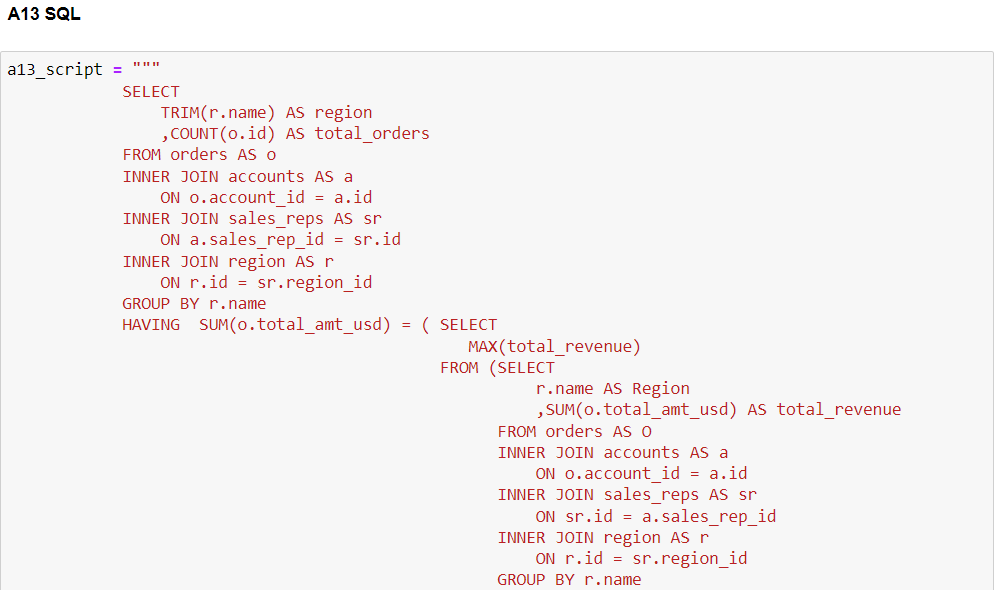 A13 SQL
a13_script = """
SELECT
TRIM(r.name) AS region
,COUNT(o.id) AS total_orders
FROM orders AS o
INNER JOIN accounts AS a
ON o.account_id = a.id
INNER JOIN sales_reps AS sr
ON a.sales_rep_id = sr.id
INNER JOIN region AS r
ON r.id = sr.region_id
GROUP BY r.name
HAVING  SUM(o.total_amt_usd) = ( SELECT
MAX(total_revenue)
FROM (SELECT
r.name AS Region
,SUM(o.total_amt_usd) AS total_revenue
FROM orders AS O
INNER JOIN accounts AS a
ON o.account_id = a.id
INNER JOIN sales_reps AS sr
ON sr.id = a.sales_rep_id
INNER JOIN region AS r
ON r.id = sr.region_id
GROUP BY r.name